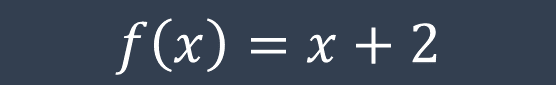 f(x) = x + 2